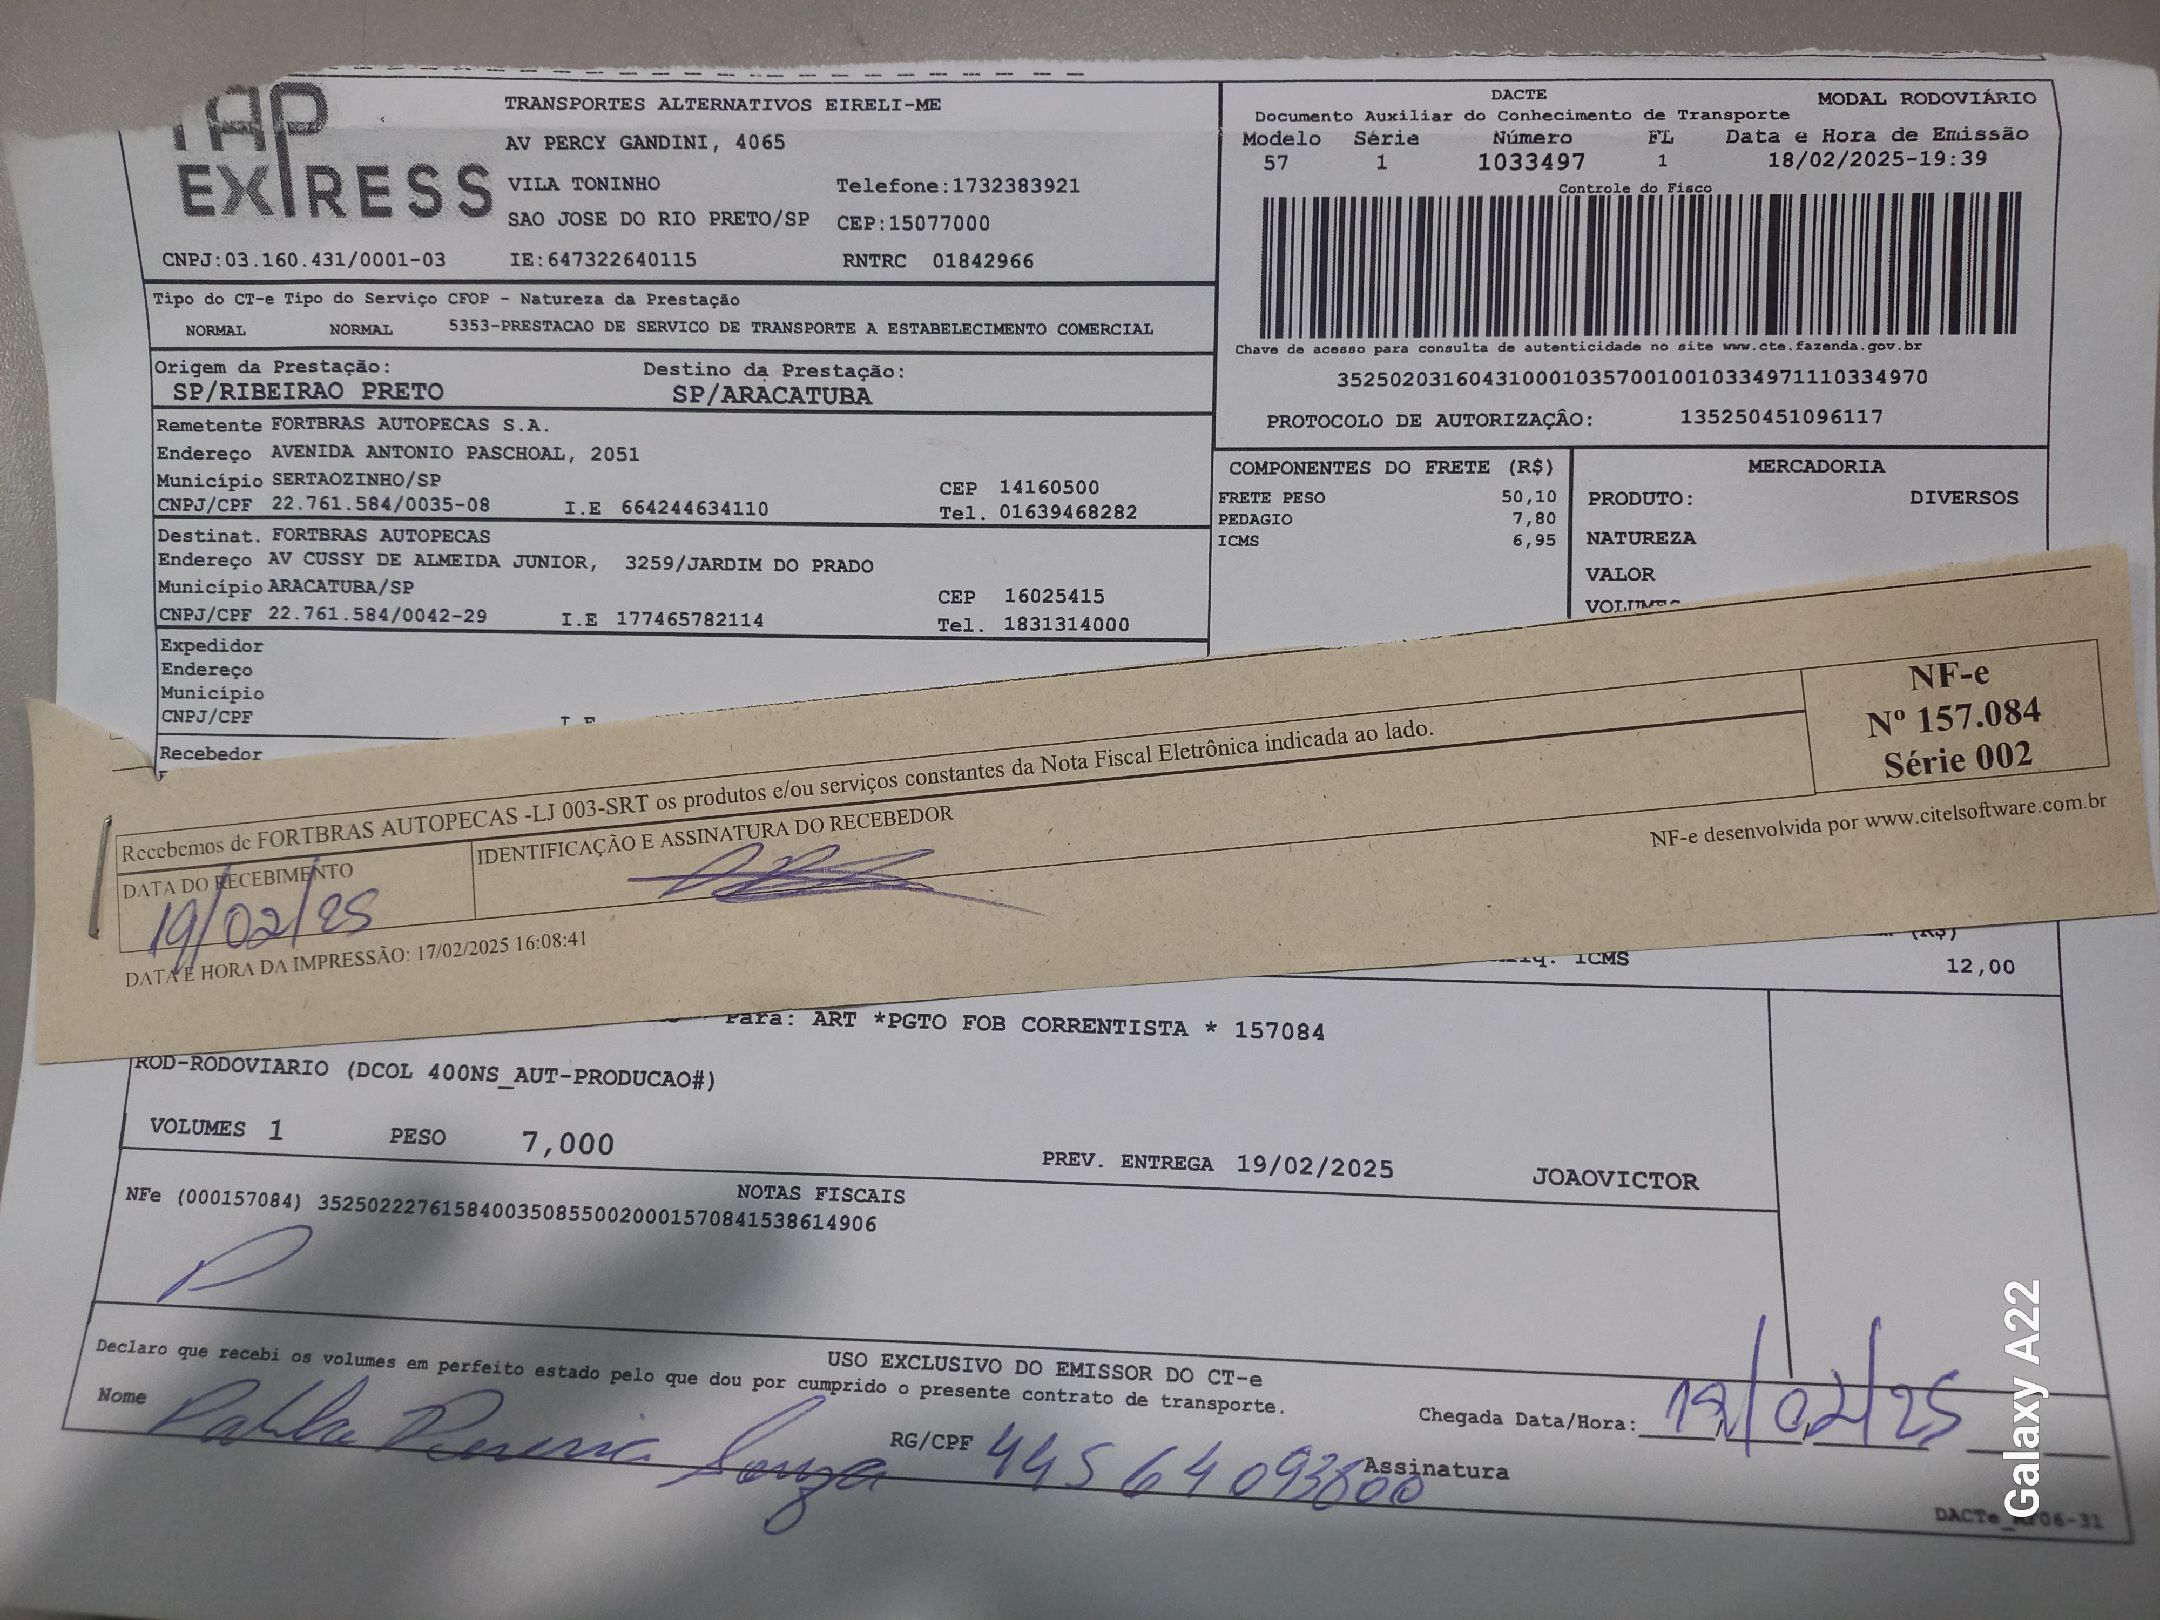 TAP
EXPRESS
TRANSPORTES ALTERNATIVOS EIRELI-ME
AV PERCY GANDINI, 4065
VILA TONINHO Telefone:1732383921
SAO JOSE DO RIO PRETO/SP CEP:15077000
CNPJ:03.160.431/0001-03 IE:647322640115 RNTRC 01842966
DACTE MODAL RODOVIÁRIO
Documento Auxiliar do Conhecimento de Transporte
Modelo Série Número FL Data e Hora de Emissão
57 1 1033497 1 18/02/2025-19:39
Controle do Fisco
Chave de acesso para consulta de autenticidade no site www.cte.fazenda.gov.br
35250203160431000103570010010334971110334970
PROTOCOLO DE AUTORIZAÇÂO: 135250451096117
Tipo do CT-e Tipo do Serviço CFOP - Natureza da Prestação
NORMAL NORMAL 5353-PRESTACAO DE SERVICO DE TRANSPORTE A ESTABELECIMENTO COMERCIAL
Origem da Prestação: Destino da Prestação:
SP/RIBEIRAO PRETO SP/ARACATUBA
Remetente FORTBRAS AUTOPECAS S.A.
Endereço AVENIDA ANTONIO PASCHOAL, 2051
Município SERTAOZINHO/SP CEP 14160500
CNPJ/CPF 22.761.584/0035-08 I.E 664244634110 Tel. 01639468282
Destinat. FORTBRAS AUTOPECAS
Endereço AV CUSSY DE ALMEIDA JUNIOR, 3259/JARDIM DO PRADO
Município ARACATUBA/SP CEP 16025415
CNPJ/CPF 22.761.584/0042-29 I.E 177465782114 Tel. 1831314000
Expedidor
Endereço
Município
CNPJ/CPF I.E
Recebedor
COMPONENTES DO FRETE (R$)
FRETE PESO 50,10
PEDAGIO 7,80
ICMS 6,95
MERCADORIA
PRODUTO: DIVERSOS
NATUREZA
VALOR
VOLUMES
Recebemos de FORTBRAS AUTOPECAS -LJ 003-SRT os produtos e/ou serviços constantes da Nota Fiscal Eletrônica indicada ao lado.
NF-e
Nº 157.084
Série 002
DATA DO RECEBIMENTO IDENTIFICAÇÃO E ASSINATURA DO RECEBEDOR
19/02/25
DATA E HORA DA IMPRESSÃO: 17/02/2025 16:08:41
NF-e desenvolvida por www.citelsoftware.com.br
(R$)
ICMS 12,00
Para: ART *PGTO FOB CORRENTISTA * 157084
ROD-RODOVIARIO (DCOL 400NS_AUT-PRODUCAO#)
VOLUMES 1 PESO 7,000 PREV. ENTREGA 19/02/2025 JOAOVICTOR
NOTAS FISCAIS
NFe (000157084) 35250222761584003508550020001570841538614906
USO EXCLUSIVO DO EMISSOR DO CT-e
Declaro que recebi os volumes em perfeito estado pelo que dou por cumprido o presente contrato de transporte.
Nome Souza RG/CPF 44564093800
Chegada Data/Hora: 19/02/25
Assinatura
Galaxy A22